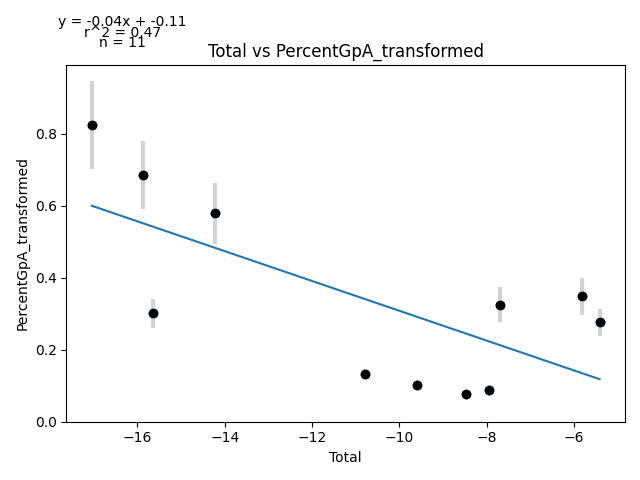 y = -0.04x + -0.11
r^2 = 0.47
n = 11
Total vs PercentGpA_transformed
PercentGpA_transformed
0.8
0.6
0.4
0.2
0.0
−16
−14
−12
−10
−8
−6
Total